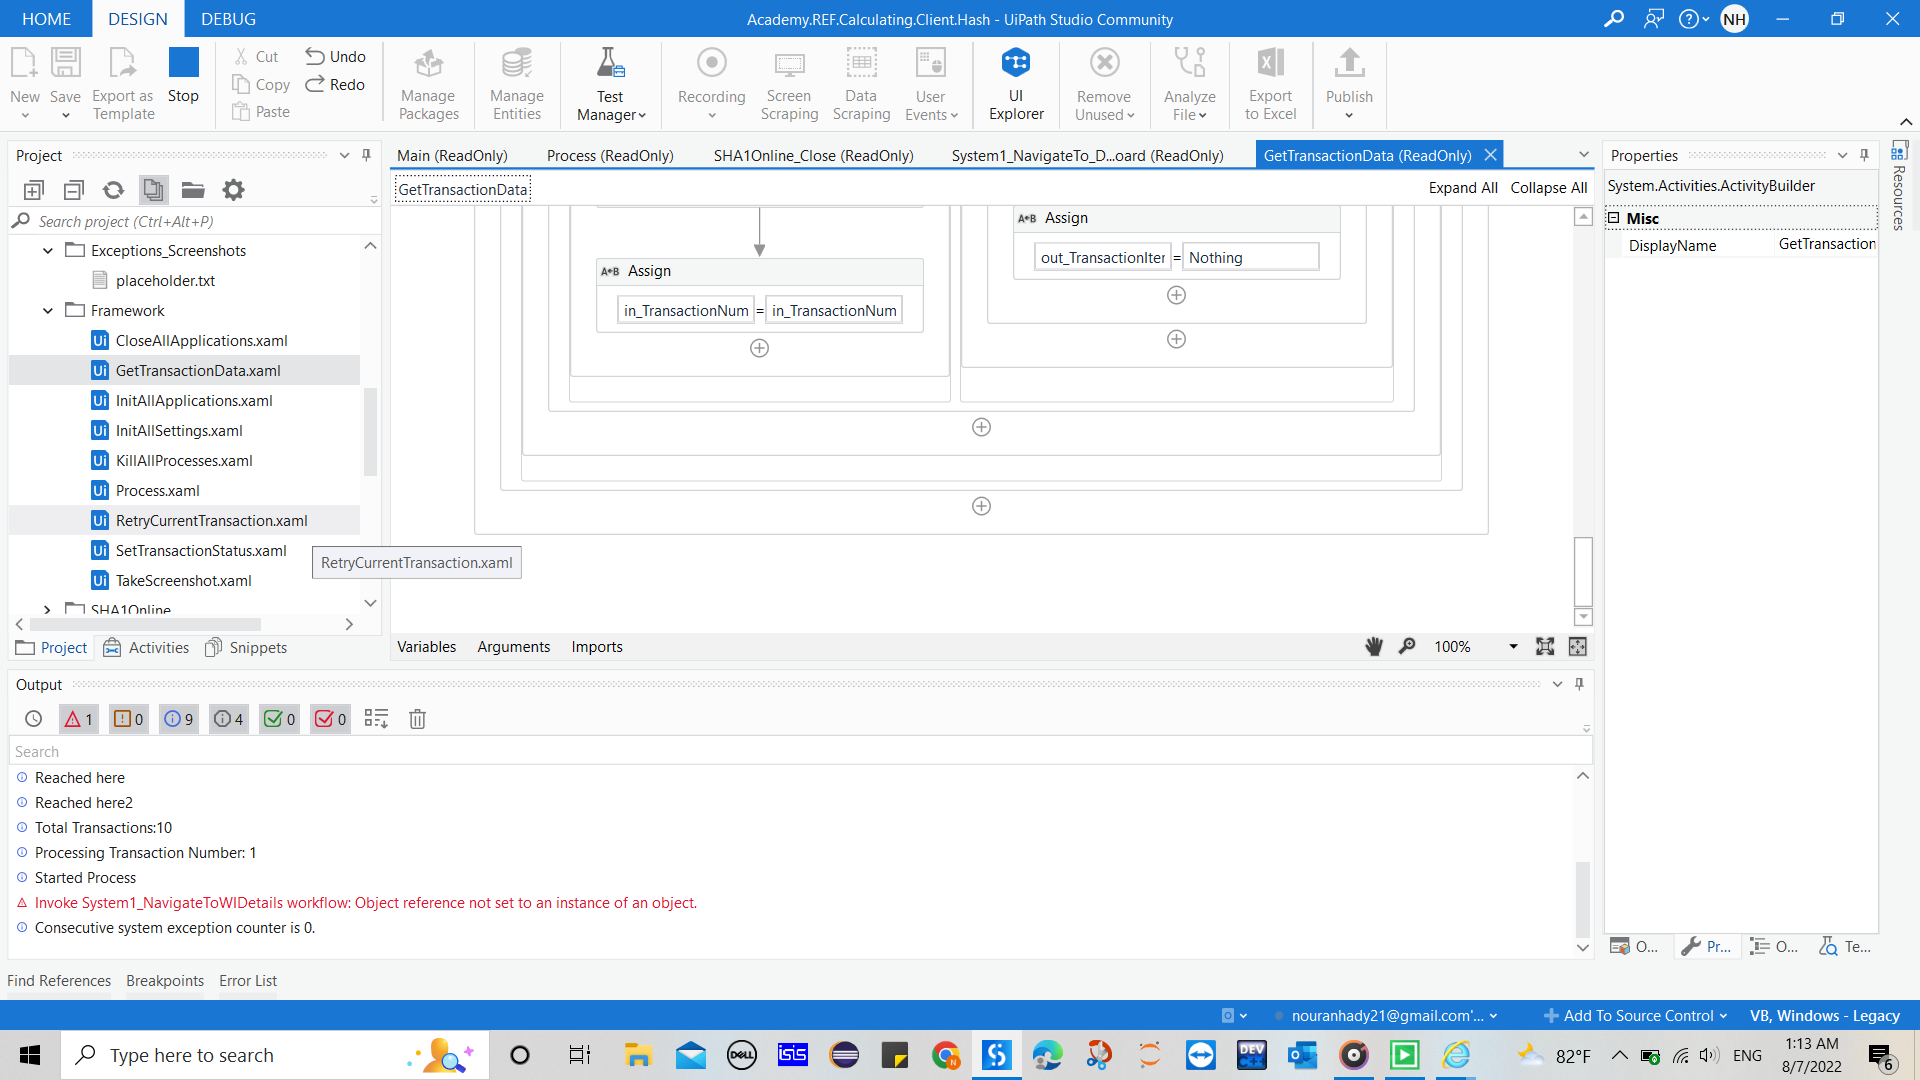 HOME
DESIGN
DEBUG
Academy.REF.Calculating.Client.Hash - UiPath Studio Community
NH
New
Save
Export as
Template
Stop
Cut
Copy
Paste
Undo
Redo
Manage
Packages
Manage
Entities
Test
Manager
Recording
Screen
Scraping
Data
Scraping
User
Events
UI
Explorer
Remove
Unused
Analyze
File
Export
to Excel
Publish
Project
Main (ReadOnly)
Process (ReadOnly)
SHA1Online_Close (ReadOnly)
System1_NavigateTo_D...oard (ReadOnly)
GetTransactionData (ReadOnly)
Properties
Resources
GetTransactionData
Expand All
Collapse All
System.Activities.ActivityBuilder
Search project (Ctrl+Alt+P)
Misc
DisplayName
GetTransaction
Exceptions_Screenshots
placeholder.txt
Framework
CloseAllApplications.xaml
GetTransactionData.xaml
InitAllApplications.xaml
InitAllSettings.xaml
KillAllProcesses.xaml
Process.xaml
RetryCurrentTransaction.xaml
SetTransactionStatus.xaml
TakeScreenshot.xaml
SHA1Online
RetryCurrentTransaction.xaml
A+B Assign
out_TransactionIter = Nothing
A+B Assign
in_TransactionNum = in_TransactionNum
Project
Activities
Snippets
Variables
Arguments
Imports
100%
Output
1
0
9
4
0
0
Search
Reached here
Reached here2
Total Transactions:10
Processing Transaction Number: 1
Started Process
Invoke System1_NavigateToWIDetails workflow: Object reference not set to an instance of an object.
Consecutive system exception counter is 0.
O...
Pr...
O...
Te...
Find References
Breakpoints
Error List
nouranhady21@gmail.com'...
Add To Source Control
VB, Windows - Legacy
Type here to search
DELL
isis
DEV
C++
82°F
ENG
1:13 AM
8/7/2022
6